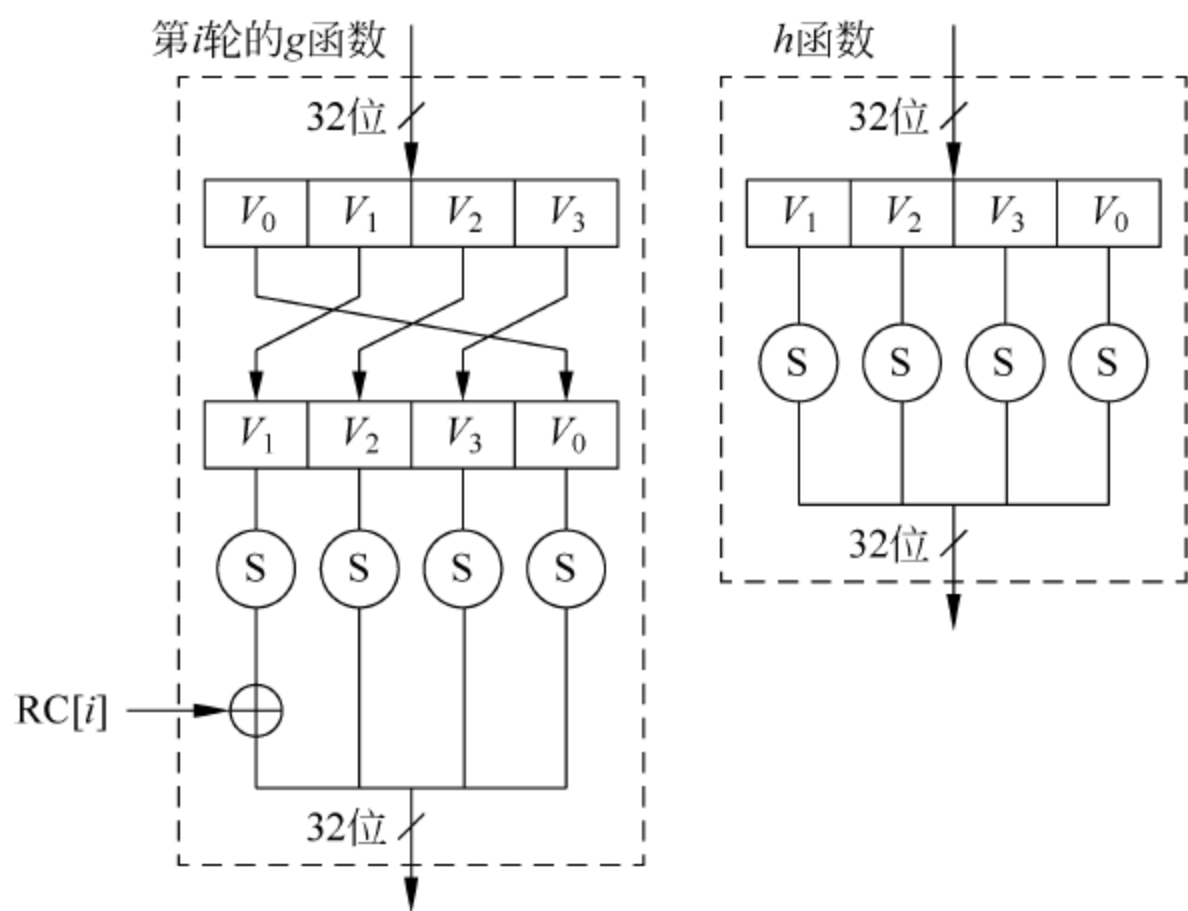 第i轮的g函数
32位
V₀ V₁ V₂ V₃
V₁ V₂ V₃ V₀
S S S S
RC[i]
32位
h函数
32位
V₁ V₂ V₃ V₀
S S S S
32位